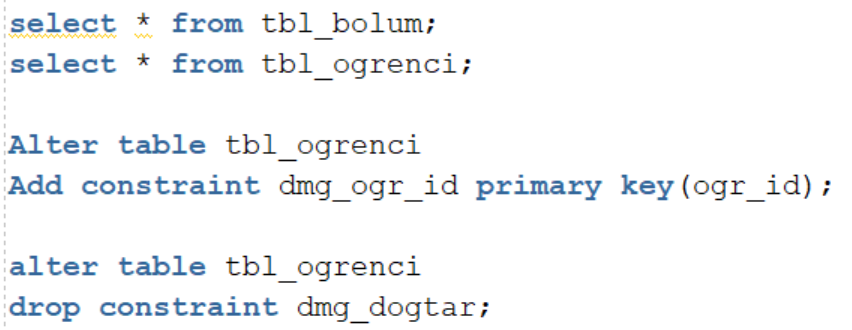 select * from tbl_bolum;
select * from tbl_ogrenci;
Alter table tbl_ogrenci
Add constraint dmg_ogr_id primary key(ogr_id);
alter table tbl_ogrenci
drop constraint dmg_dogtar;